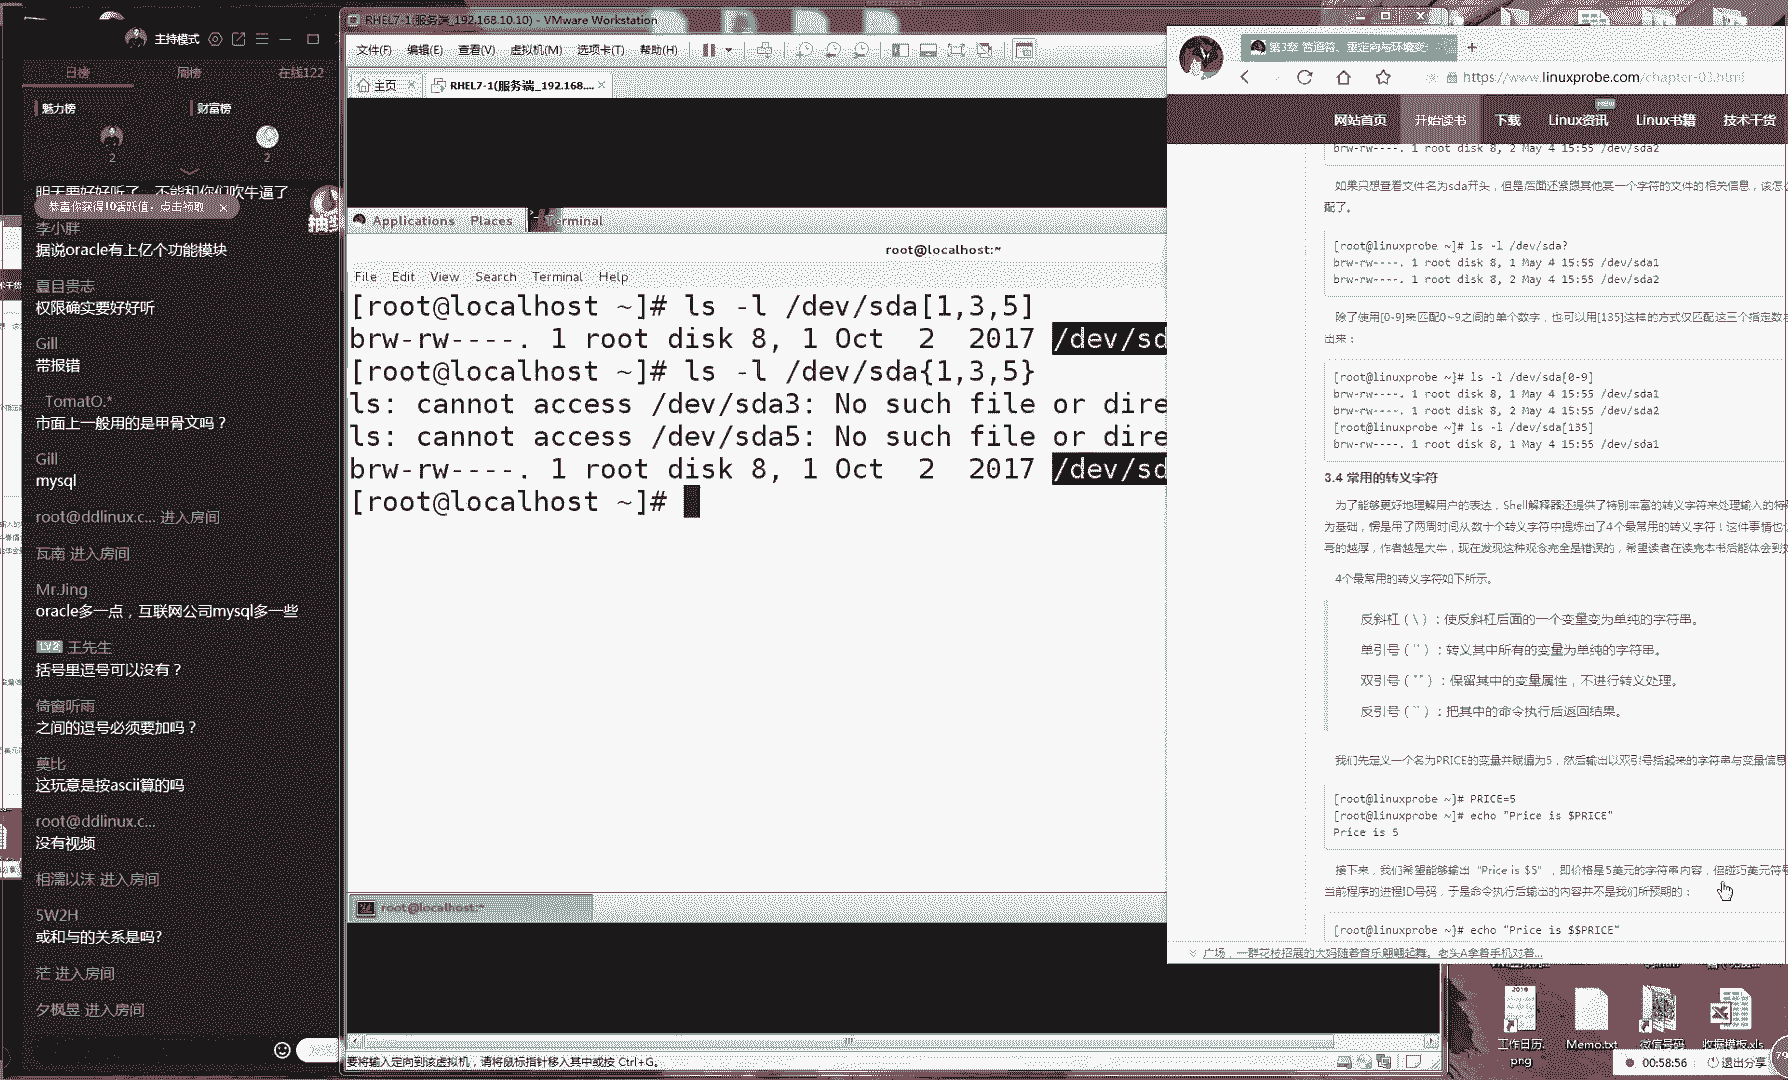 主持模式
日榜 周榜 在线122
魅力榜 财富榜
2 2
明天要好好听了，不能和你们吹牛逼了
恭喜你获得10活跃值，点击领取 ×
李小胖
据说oracle有上亿个功能模块
夏目贵志
权限确实要好好听
Gill
带报错
TomatO.*
市面上一般用的是甲骨文吗？
Gill
mysql
root@ddlinux.c... 进入房间
瓦南 进入房间
Mr.Jing
oracle多一点，互联网公司mysql多一些
LV2 王先生
括号里逗号可以没有？
倚窗听雨
之间的逗号必须要加吗？
莫比
这玩意是按ascii算的吗
root@ddlinux.c...
没有视频
相濡以沫 进入房间
5W2H
或和与的关系是吗?
茫 进入房间
夕枫昱 进入房间
RHEL7-1(服务端_192.168.10.10) - VMware Workstation
文件(F) 编辑(E) 查看(V) 虚拟机(M) 选项卡(T) 帮助(H)
主页 × RHEL7-1(服务端_192.168.... ×
Applications Places Terminal
root@localhost:~
File Edit View Search Terminal Help
[root@localhost ~]# ls -l /dev/sda[1,3,5]
brw-rw----. 1 root disk 8, 1 Oct 2 2017 /dev/sd
[root@localhost ~]# ls -l /dev/sda{1,3,5}
ls: cannot access /dev/sda3: No such file or dire
ls: cannot access /dev/sda5: No such file or dire
brw-rw----. 1 root disk 8, 1 Oct 2 2017 /dev/sd
[root@localhost ~]#
root@localhost:~
要将输入定向到该虚拟机，请将鼠标指针移入其中或按 Ctrl+G。
第3章 管道符、重定向与环境变
https://www.linuxprobe.com/chapter-03.html
网站首页 开始读书 下载 Linux资讯 Linux书籍 技术干货
brw-rw----. 1 root disk 8, 2 May 4 15:55 /dev/sda2
如果只想查看文件名为sda开头，但是后面还紧跟其他某一个字符的文件的相关信息，该怎么
配了。
[root@linuxprobe ~]# ls -l /dev/sda?
brw-rw----. 1 root disk 8, 1 May 4 15:55 /dev/sda1
brw-rw----. 1 root disk 8, 2 May 4 15:55 /dev/sda2
除了使用[0-9]来匹配0~9之间的单个数字，也可以用[135]这样的方式仅匹配这三个指定数
出来：
[root@linuxprobe ~]# ls -l /dev/sda[0-9]
brw-rw----. 1 root disk 8, 1 May 4 15:55 /dev/sda1
brw-rw----. 1 root disk 8, 2 May 4 15:55 /dev/sda2
[root@linuxprobe ~]# ls -l /dev/sda[135]
brw-rw----. 1 root disk 8, 1 May 4 15:55 /dev/sda1
3.4 常用的转义字符
为了能够更好地理解用户的表达，Shell解释器还提供了特别丰富的转义字符来处理输入的特
为基础，愣是用了两周时间从数十个转义字符中提炼出了4个最常用的转义字符！这件事情也
的越厚，作者越是大牛，现在发现这种观念完全是错误的，希望读者在读完本书后能体会到
4个最常用的转义字符如下所示。
反斜杠（\）：使反斜杠后面的一个变量变为单纯的字符串。
单引号（''）：转义其中所有的变量为单纯的字符串。
双引号（""）：保留其中的变量属性，不进行转义处理。
反引号（``）：把其中的命令执行后返回结果。
我们先定义一个名为PRICE的变量并赋值为5，然后输出以双引号括起来的字符串与变量信息
[root@linuxprobe ~]# PRICE=5
[root@linuxprobe ~]# echo "Price is $PRICE"
Price is 5
接下来，我们希望能够输出“Price is $5”，即价格是5美元的字符串内容，但碰巧美元符号
当前程序的进程ID号码，于是命令执行后输出的内容并不是我们所预期的：
[root@linuxprobe ~]# echo "Price is $$PRICE"
广场，一群花枝招展的大妈随着音乐翩翩起舞。老头A拿着手机对着...
工作日历.
png
Memo.txt
微信号码
收据模板.xls
00:58:56 退出分享